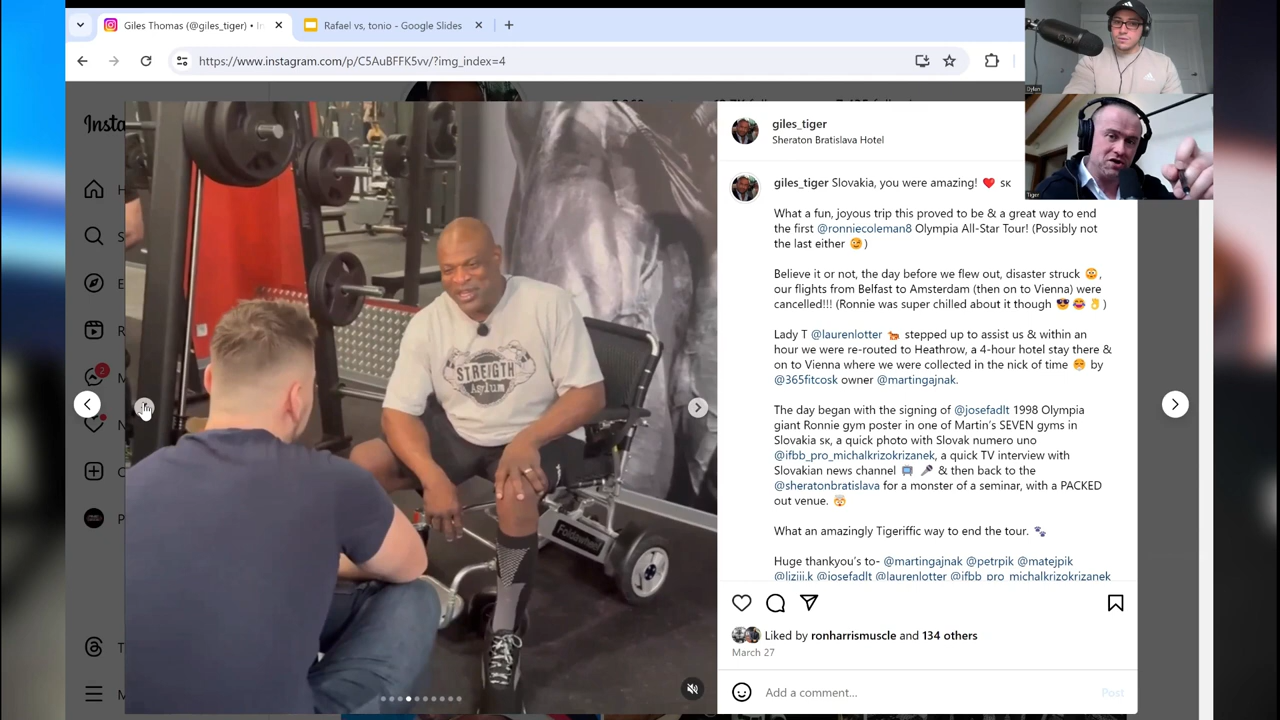 Giles Thomas (@giles_tiger) • In
Rafael vs, tonio - Google Slides
https://www.instagram.com/p/C5AuBFFK5vv/?img_index=4
Dylan
Tiger
Insta
H
S
E
R
M
2
N
C
P
T
M
STREIGTH
Asylum
Foldawheel
giles_tiger
Sheraton Bratislava Hotel
giles_tiger Slovakia, you were amazing! ❤️ SK
What a fun, joyous trip this proved to be & a great way to end
the first @ronniecoleman8 Olympia All-Star Tour! (Possibly not
the last either 😉)
Believe it or not, the day before we flew out, disaster struck 😳,
our flights from Belfast to Amsterdam (then on to Vienna) were
cancelled!!! (Ronnie was super chilled about it though 😎😂👌)
Lady T @laurenlotter 🐅 stepped up to assist us & within an
hour we were re-routed to Heathrow, a 4-hour hotel stay there &
on to Vienna where we were collected in the nick of time 😁 by
@365fitcosk owner @martingajnak.
The day began with the signing of @josefadlt 1998 Olympia
giant Ronnie gym poster in one of Martin's SEVEN gyms in
Slovakia sᴋ, a quick photo with Slovak numero uno
@ifbb_pro_michalkrizokrizanek, a quick TV interview with
Slovakian news channel 📺 🎤 & then back to the
@sheratonbratislava for a monster of a seminar, with a PACKED
out venue. 🤯
What an amazingly Tigeriffic way to end the tour. 🐾
Huge thankyou's to- @martingajnak @petrpik @matejpik
@liziii.k @josefadlt @laurenlotter @ifbb_pro_michalkrizokrizanek
Liked by ronharrismuscle and 134 others
March 27
Add a comment...
Post